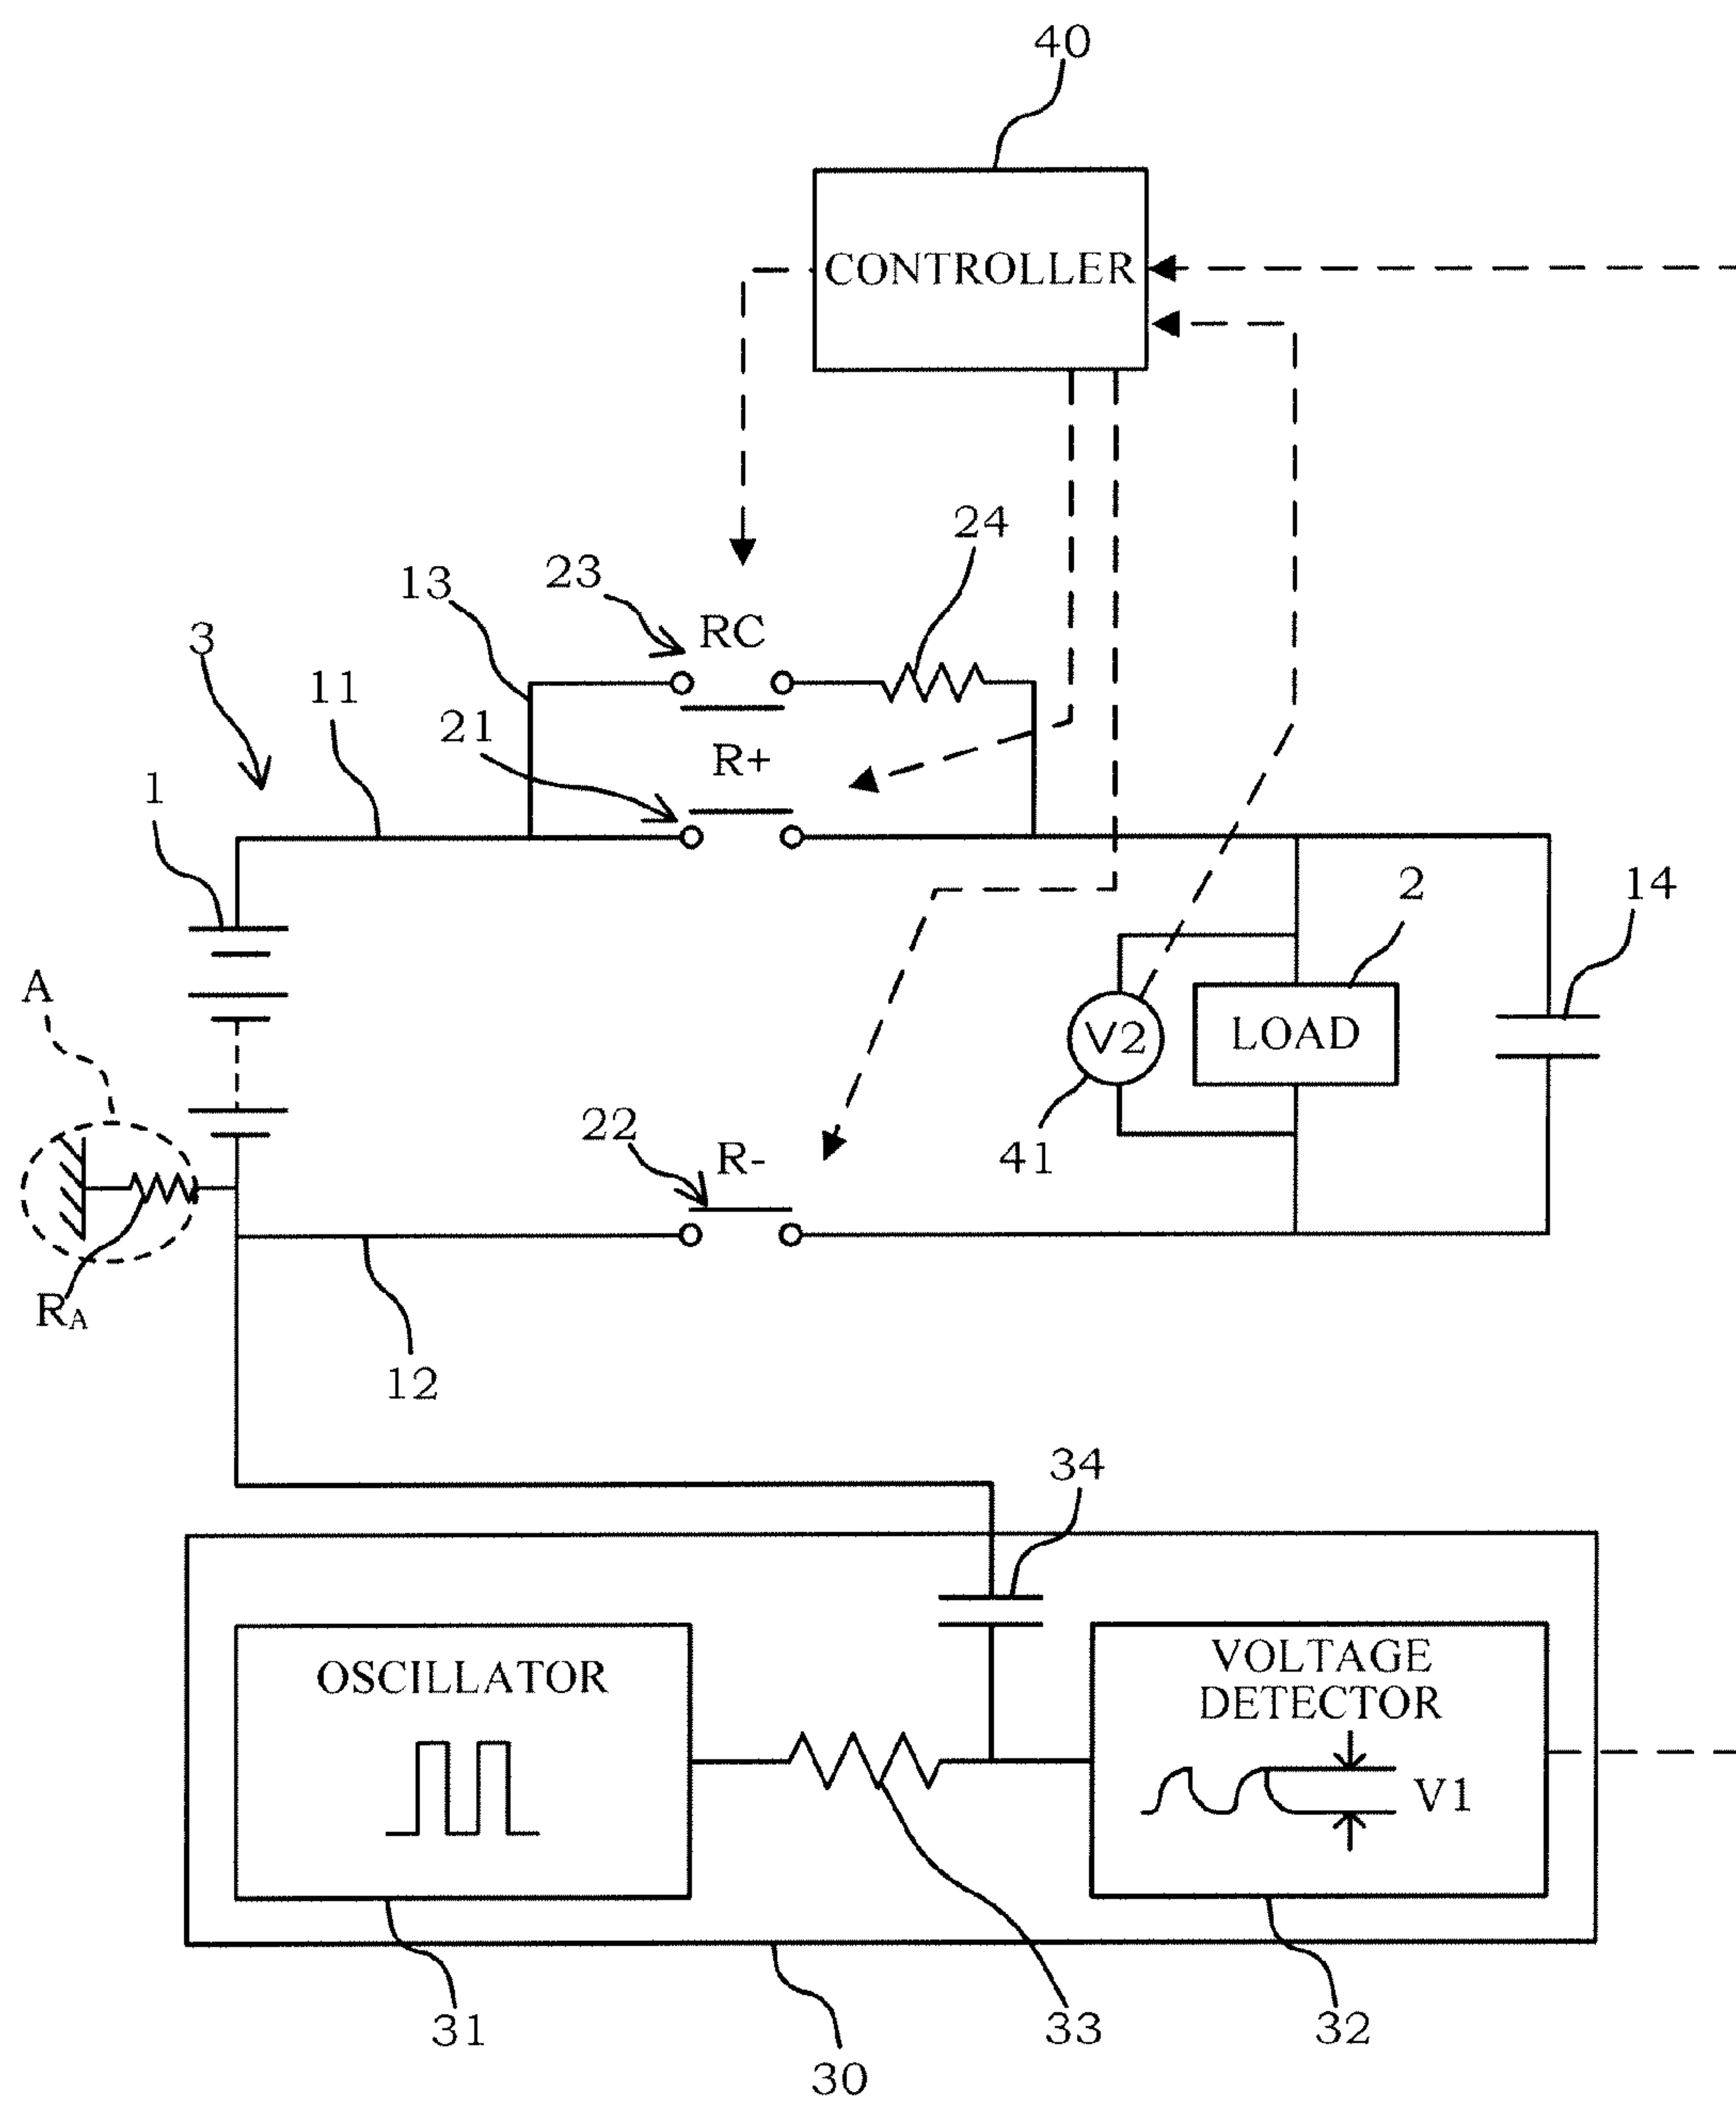 40
CONTROLLER
24
23
13
RC
3
11
21
R+
1
2
14
A
V2
LOAD
22
R-
41
RA
12
34
OSCILLATOR
VOLTAGE
DETECTOR
V1
31
33
32
30